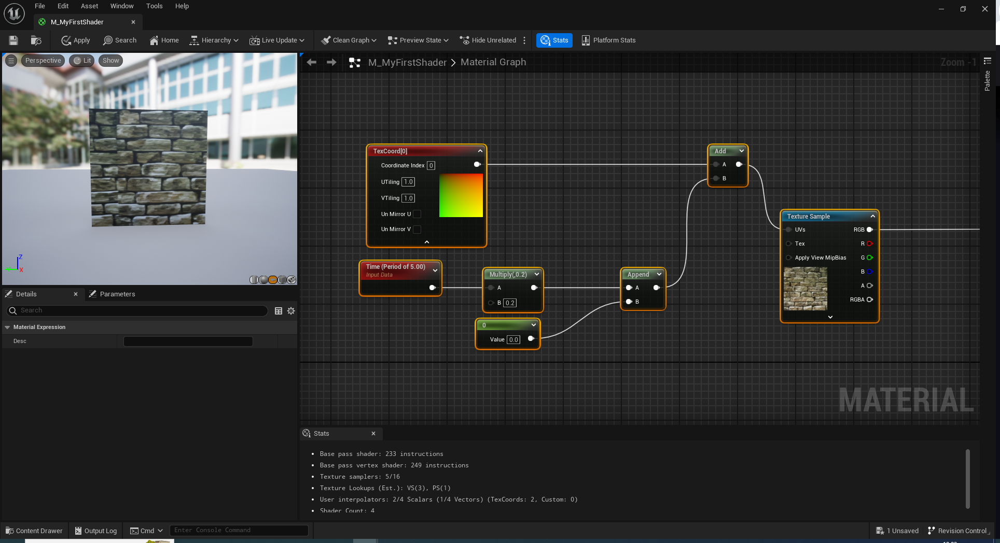 File Edit Asset Window Tools Help
M_MyFirstShader
Apply Search Home Hierarchy Live Update Clean Graph Preview State Hide Unrelated Stats Platform Stats
Perspective Lit Show
M_MyFirstShader > Material Graph
Zoom -1
Palette
TexCoord[0]
Coordinate Index 0
UTiling 1.0
VTiling 1.0
Un Mirror U
Un Mirror V
Time (Period of 5.00)
Input Data
Multiply(,0.2)
A
B 0.2
0
Value 0.0
Append
A
B
Add
A
B
Texture Sample
UVs RGB
Tex R
Apply View MipBias G
B
A
RGBA
MATERIAL
Z
X
Details Parameters
Search
Material Expression
Desc
Stats
Base pass shader: 233 instructions
Base pass vertex shader: 249 instructions
Texture samplers: 5/16
Texture Lookups (Est.): VS(3), PS(1)
User interpolators: 2/4 Scalars (1/4 Vectors) (TexCoords: 2, Custom: 0)
Shader Count: 4
Content Drawer Output Log Cmd Enter Console Command 1 Unsaved Revision Control